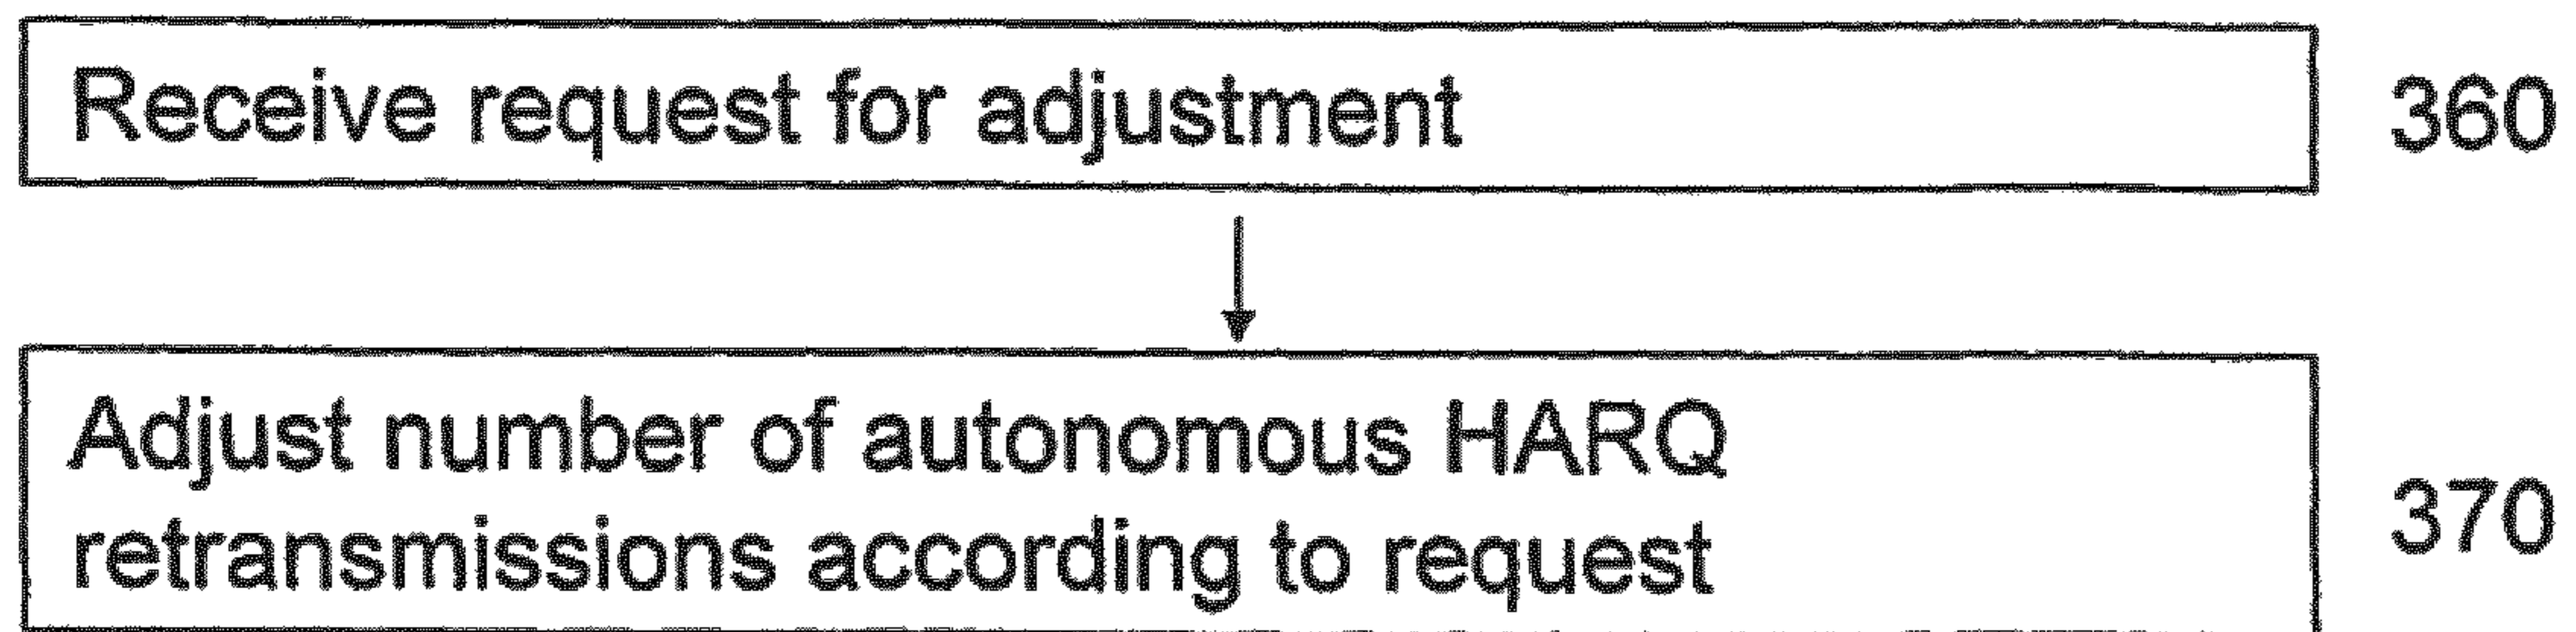 Receive request for adjustment
360
Adjust number of autonomous HARQ
retransmissions according to request
370